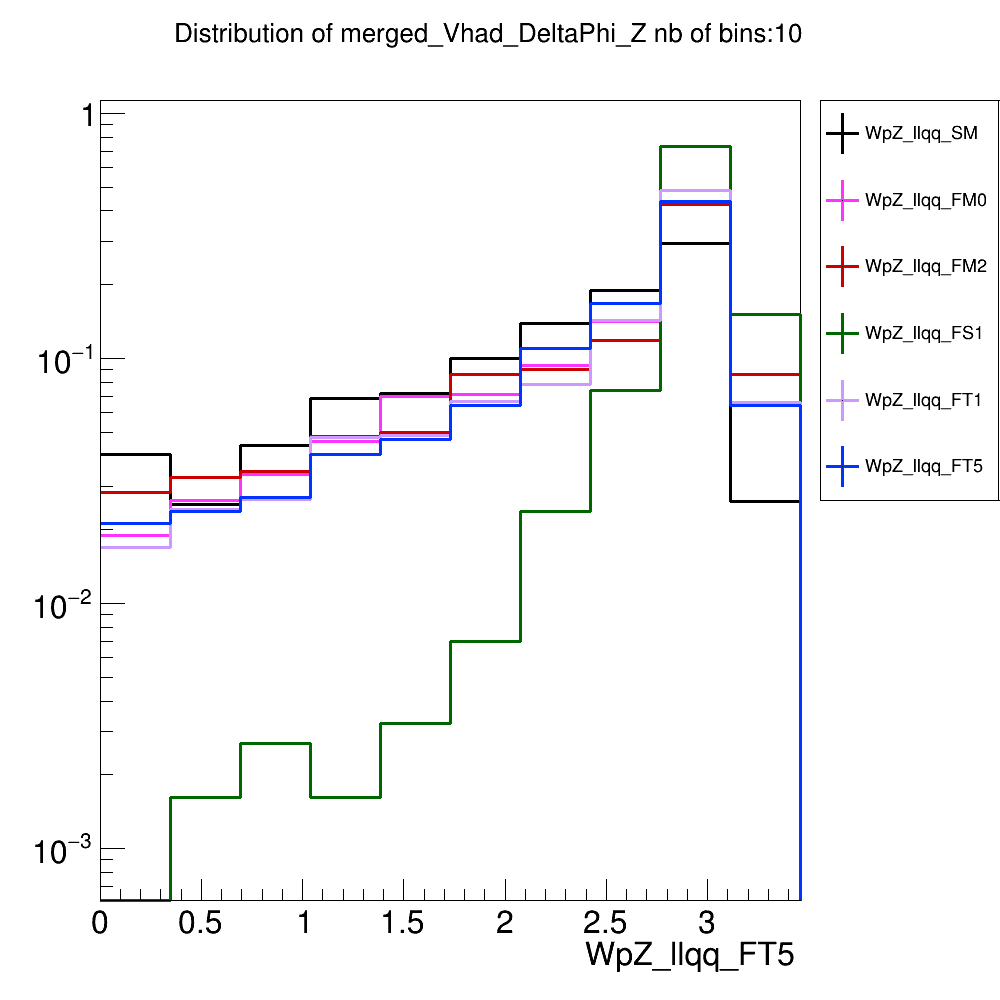 Distribution of merged_Vhad_DeltaPhi_Z nb of bins:10
1
10⁻¹
10⁻²
10⁻³
0 0.5 1 1.5 2 2.5 3
WpZ_llqq_FT5
WpZ_llqq_SM
WpZ_llqq_FM0
WpZ_llqq_FM2
WpZ_llqq_FS1
WpZ_llqq_FT1
WpZ_llqq_FT5